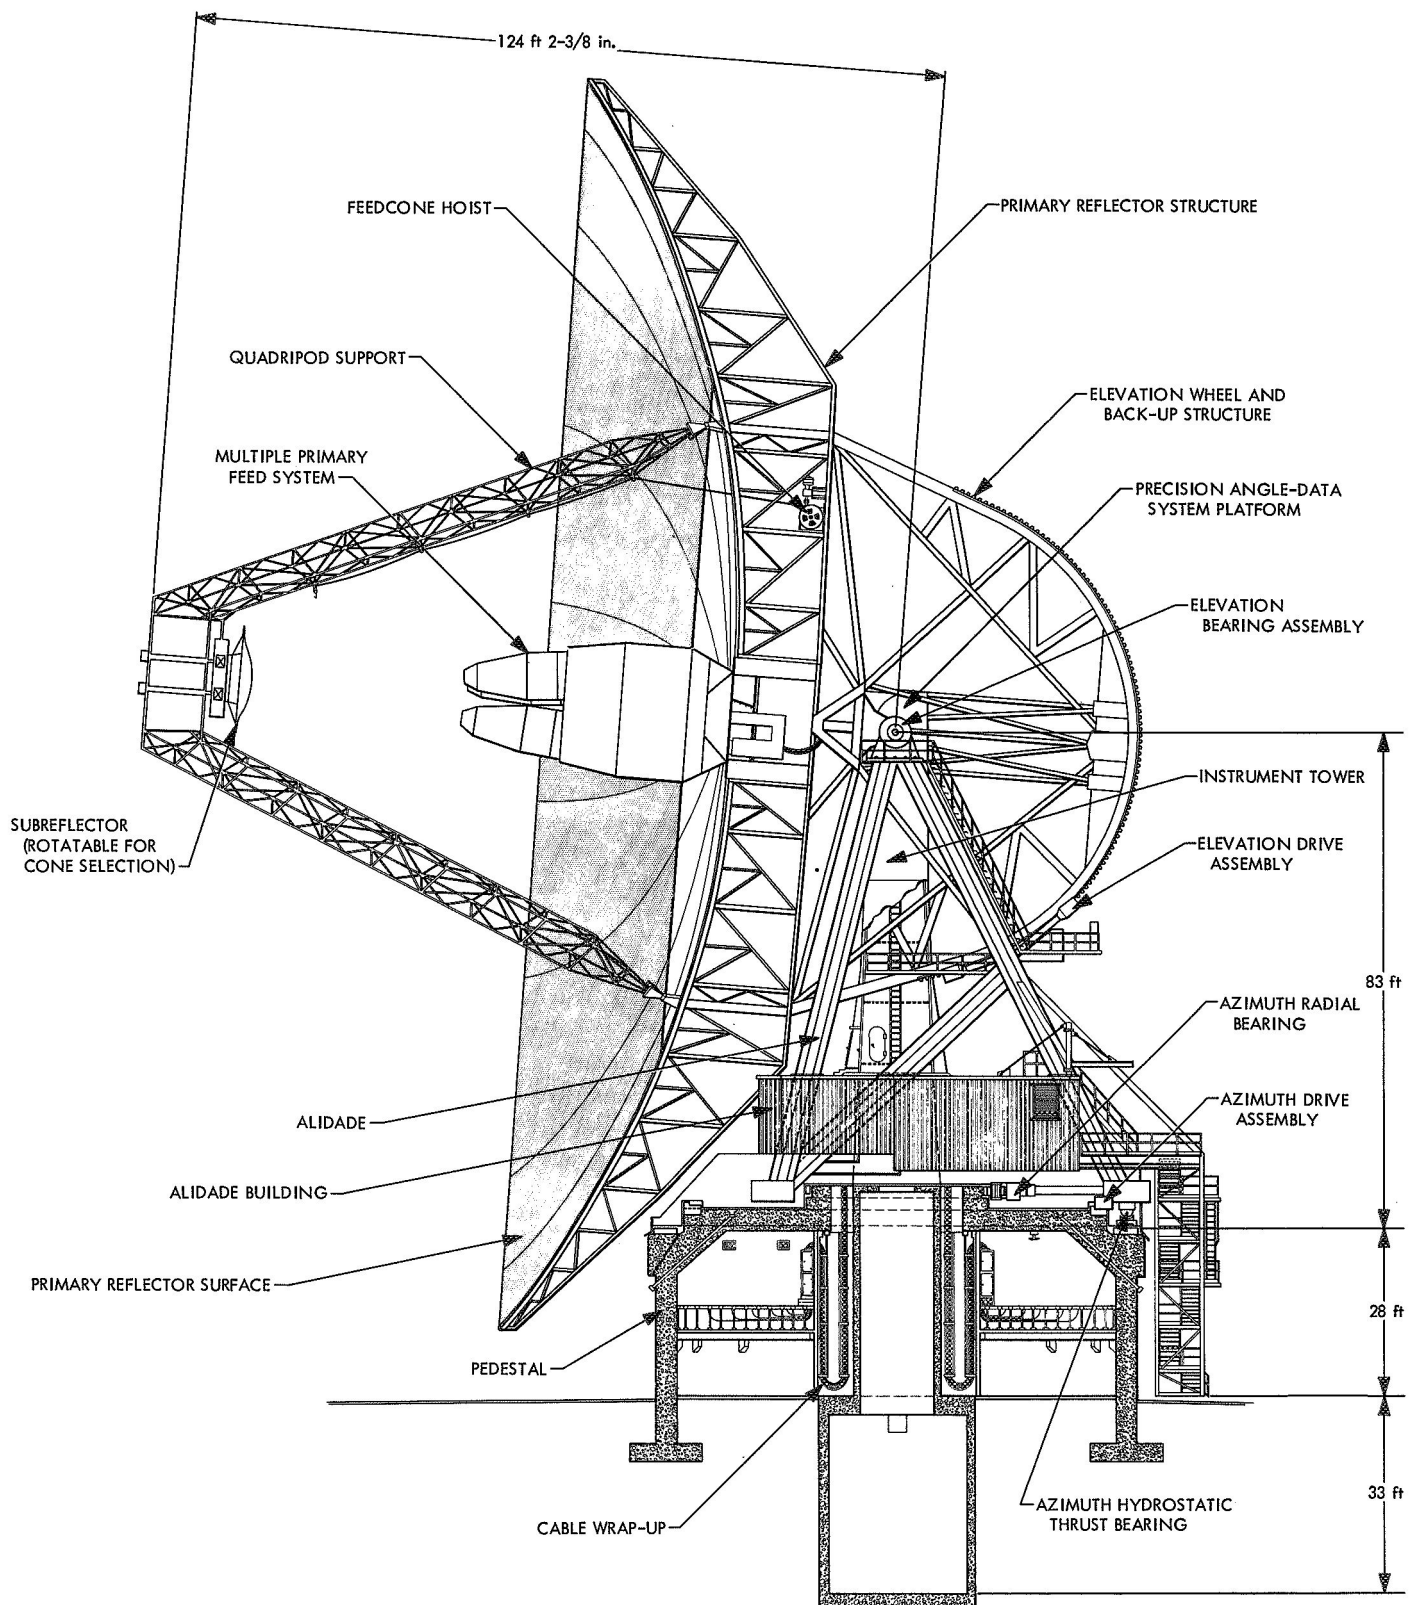 124 ft 2-3/8 in.
FEEDCONE HOIST
PRIMARY REFLECTOR STRUCTURE
QUADRIPOD SUPPORT
ELEVATION WHEEL AND
BACK-UP STRUCTURE
MULTIPLE PRIMARY
FEED SYSTEM
PRECISION ANGLE-DATA
SYSTEM PLATFORM
ELEVATION
BEARING ASSEMBLY
INSTRUMENT TOWER
SUBREFLECTOR
(ROTATABLE FOR
CONE SELECTION)
ELEVATION DRIVE
ASSEMBLY
83 ft
AZIMUTH RADIAL
BEARING
ALIDADE
AZIMUTH DRIVE
ASSEMBLY
ALIDADE BUILDING
PRIMARY REFLECTOR SURFACE
28 ft
PEDESTAL
33 ft
CABLE WRAP-UP
AZIMUTH HYDROSTATIC
THRUST BEARING